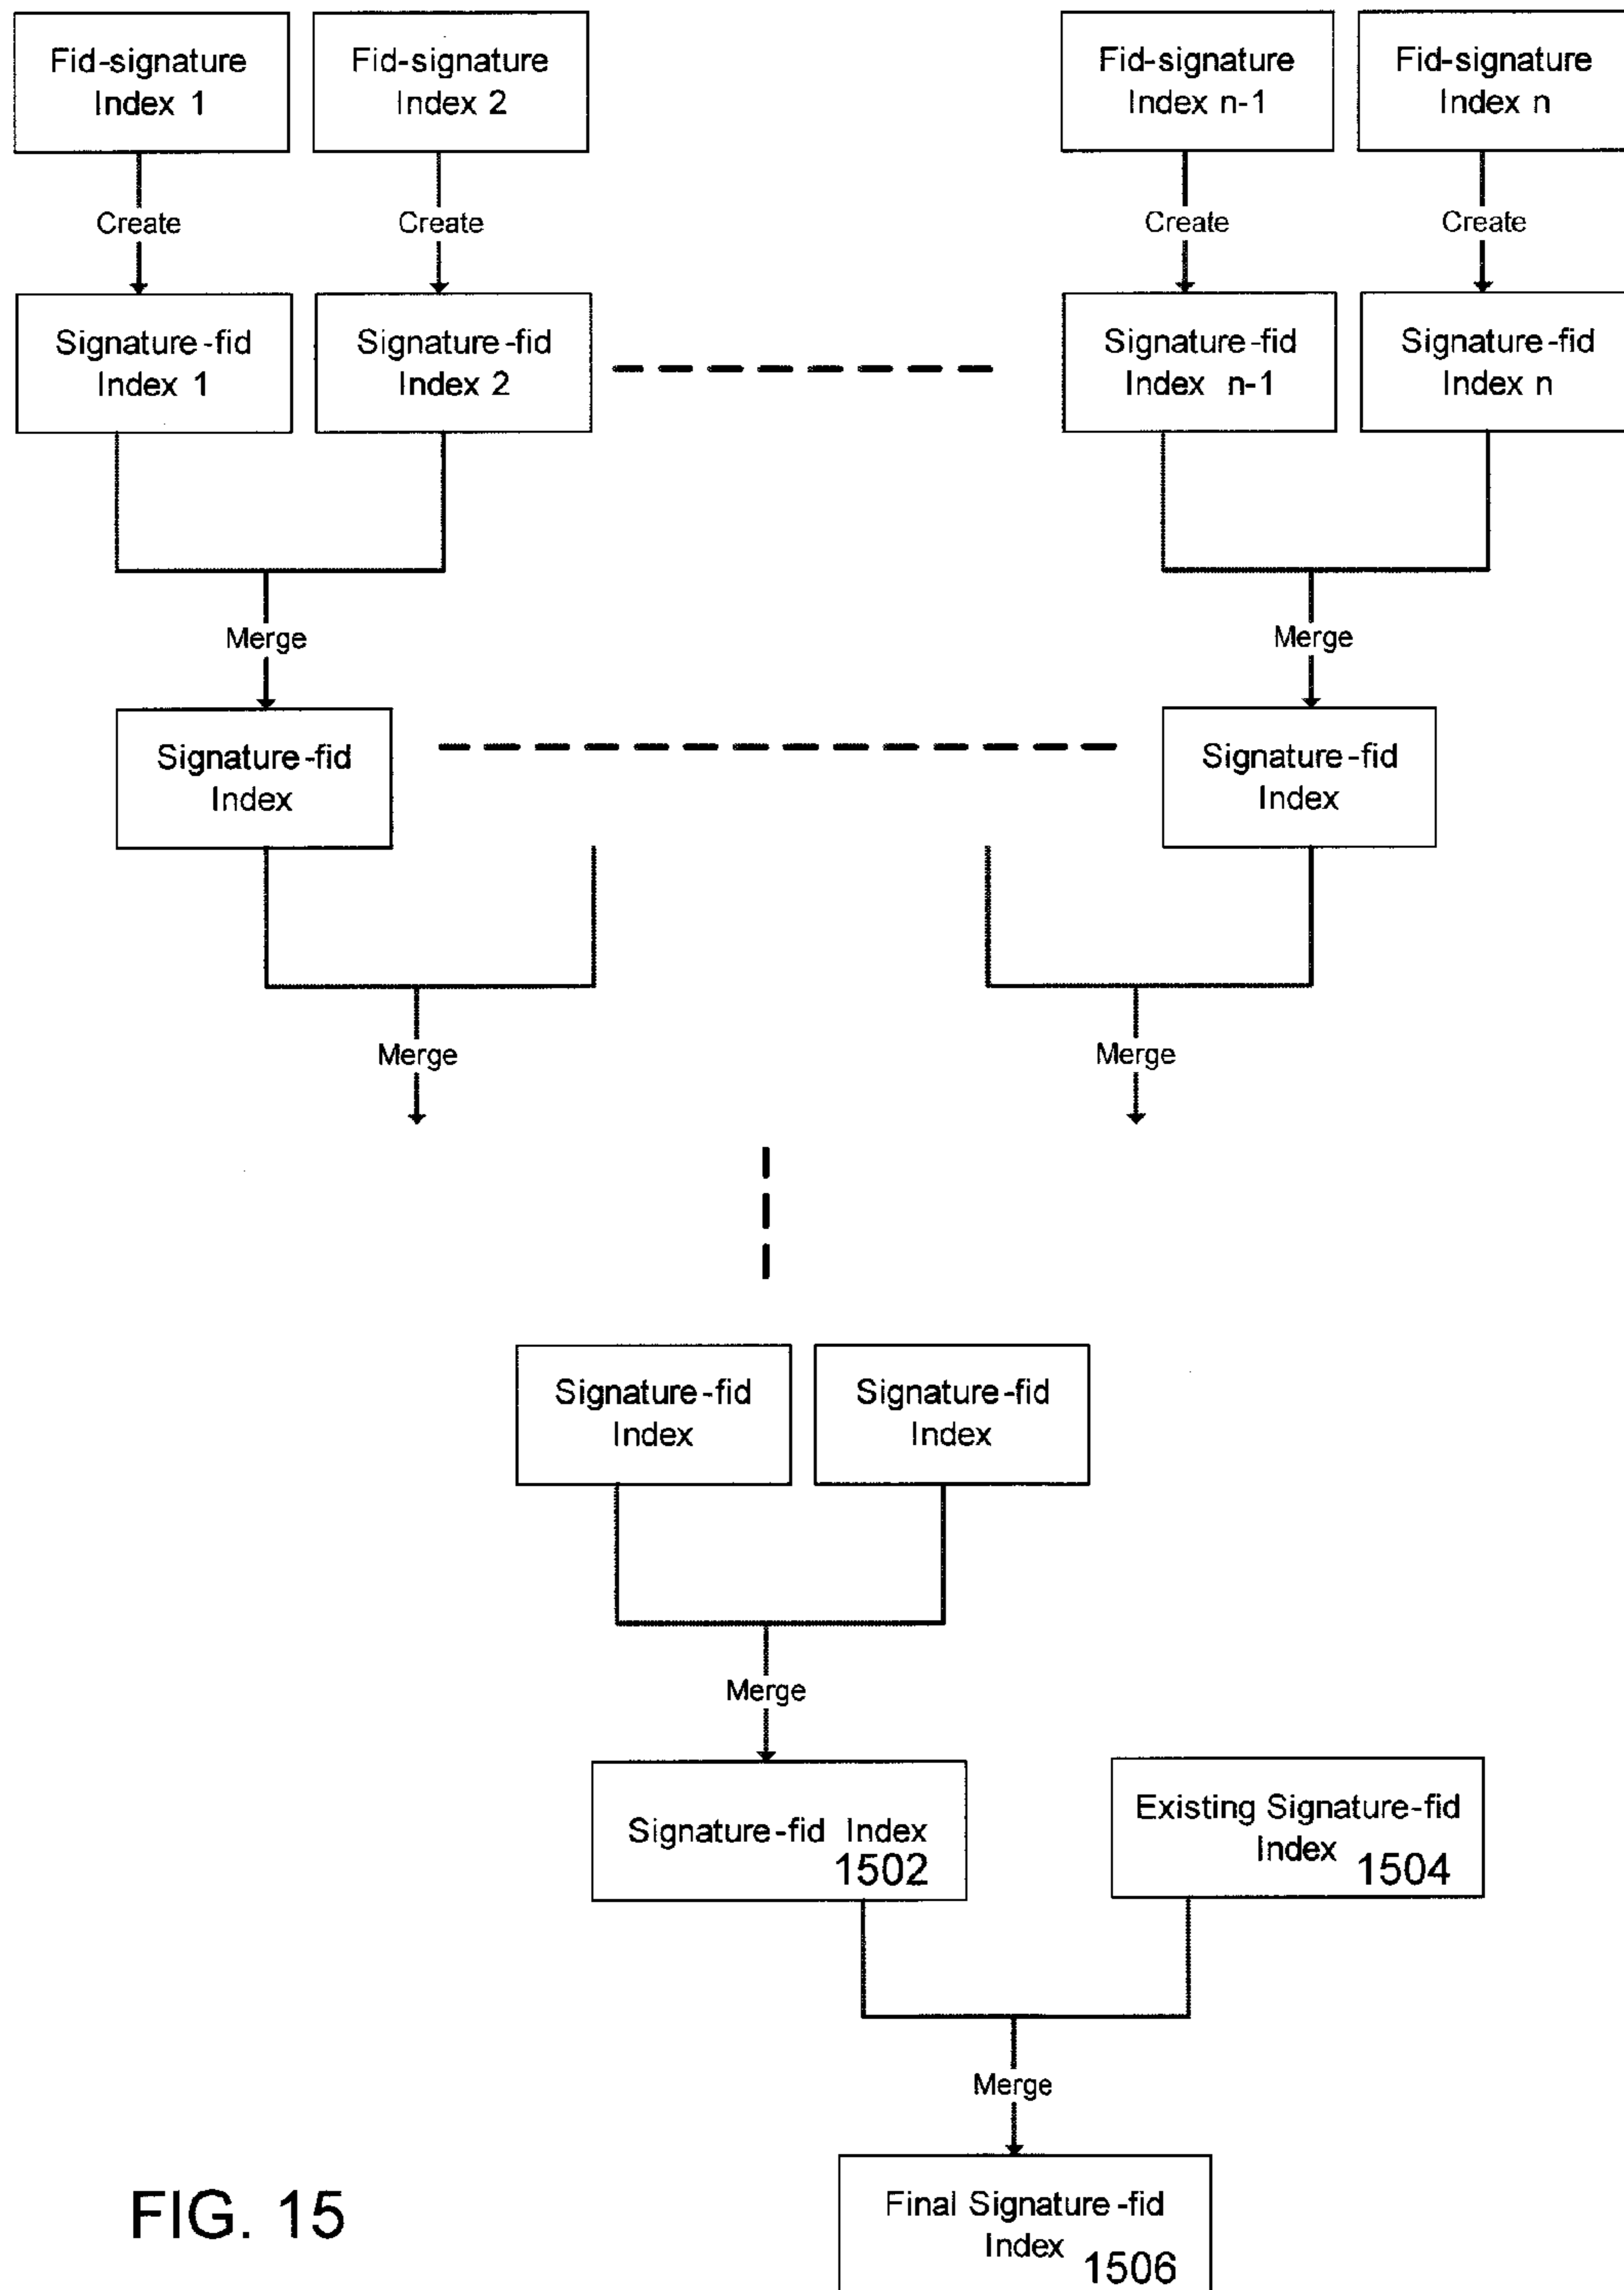 Fid-signature
Index 1
Fid-signature
Index 2
Fid-signature
Index n-1
Fid-signature
Index n
Create
Create
Create
Create
Signature-fid
Index 1
Signature-fid
Index 2
Signature-fid
Index n-1
Signature-fid
Index n
Merge
Merge
Signature-fid
Index
Signature-fid
Index
Merge
Merge
Signature-fid
Index
Signature-fid
Index
Merge
Signature-fid Index
1502
Existing Signature-fid
Index 1504
Merge
Final Signature-fid
Index 1506
FIG. 15